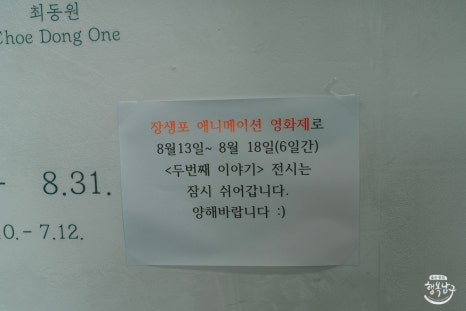 최동원
Choe Dong One
8.31.
0. - 7.12.
장생포 애니메이션 영화제로
8월13일~ 8월 18일(6일간)
<두번째 이야기> 전시는
잠시 쉬어갑니다.
양해바랍니다 :)
행복남구